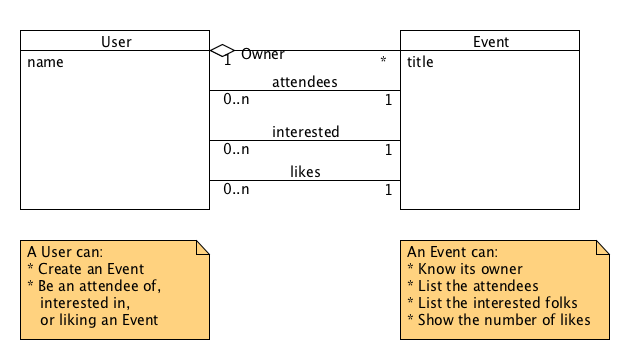 User
Event
name
title
Owner
1
*
attendees
0..n
1
interested
0..n
1
likes
0..n
1
A User can:
* Create an Event
* Be an attendee of,
interested in,
or liking an Event
An Event can:
* Know its owner
* List the attendees
* List the interested folks
* Show the number of likes